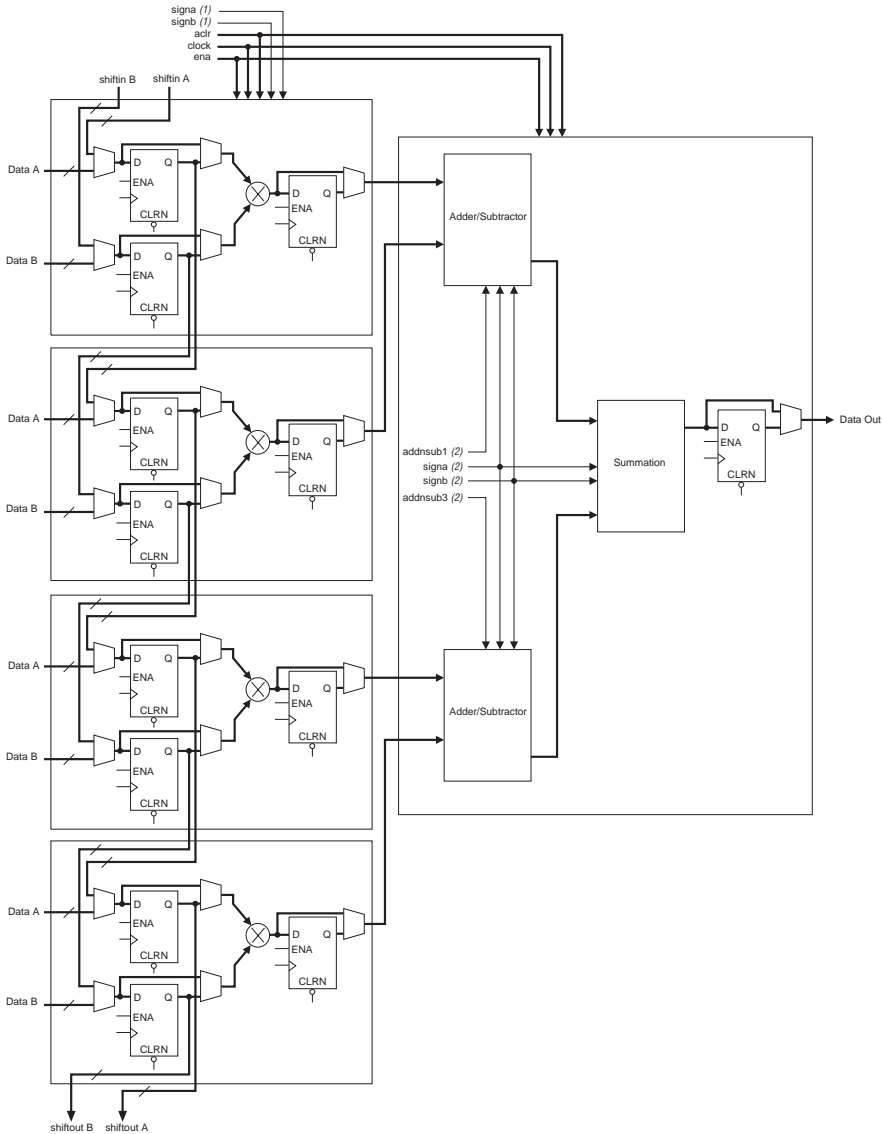 signa (1)
signb (1)
aclr
clock
ena
shiftin B
shiftin A
Data A
D Q
ENA
CLRN
D Q
ENA
CLRN
Data B
D Q
ENA
CLRN
Adder/Subtractor
Data A
D Q
ENA
CLRN
D Q
ENA
CLRN
Data B
D Q
ENA
CLRN
addnsub1 (2)
signa (2)
signb (2)
addnsub3 (2)
Summation
D Q
ENA
CLRN
Data Out
Data A
D Q
ENA
CLRN
D Q
ENA
CLRN
Data B
D Q
ENA
CLRN
Adder/Subtractor
Data A
D Q
ENA
CLRN
D Q
ENA
CLRN
Data B
D Q
ENA
CLRN
shiftout B
shiftout A